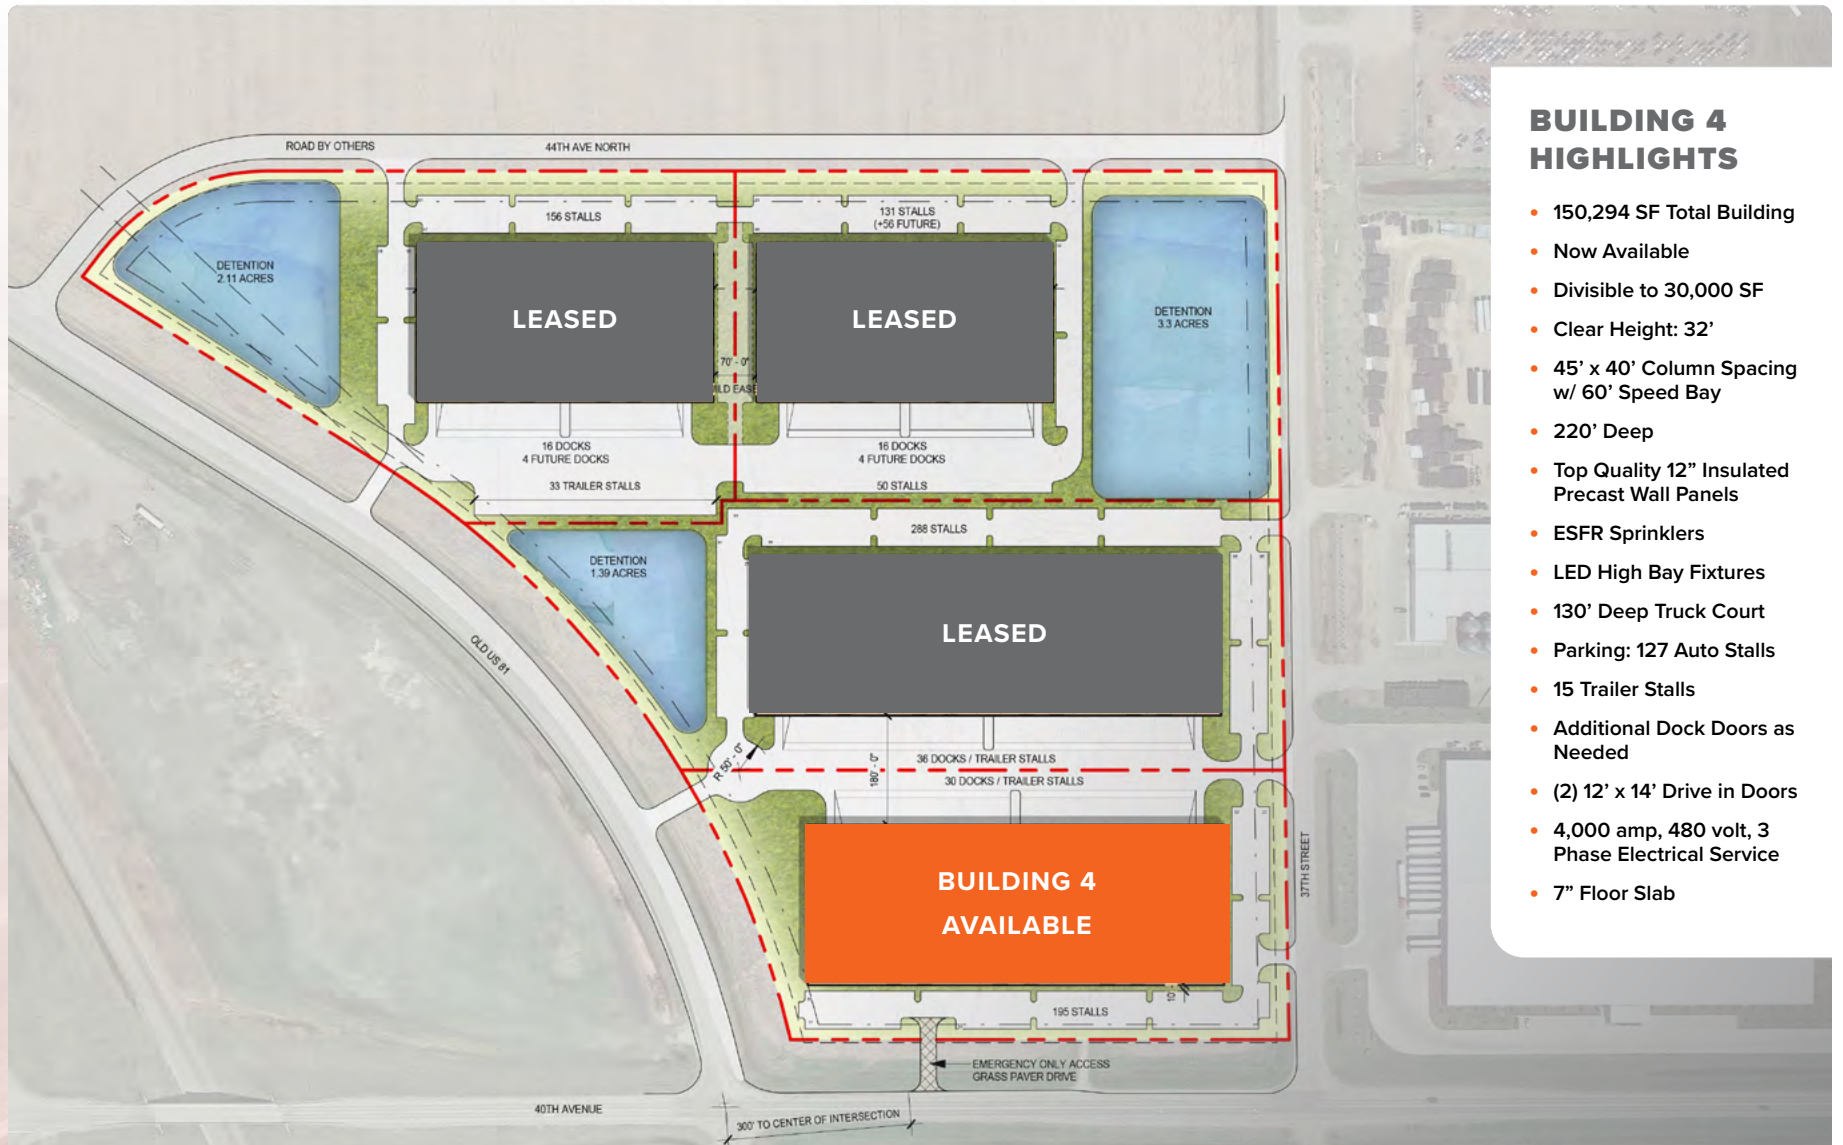 ROAD BY OTHERS
44TH AVE NORTH
156 STALLS
131 STALLS
(+56 FUTURE)
DETENTION
2.11 ACRES
LEASED
LEASED
DETENTION
3.3 ACRES
70' - 0"
16 DOCKS
4 FUTURE DOCKS
16 DOCKS
4 FUTURE DOCKS
33 TRAILER STALLS
50 STALLS
288 STALLS
DETENTION
1.39 ACRES
LEASED
OLD US 81
R 50' - 0"
180' - 0"
36 DOCKS / TRAILER STALLS
30 DOCKS / TRAILER STALLS
BUILDING 4
AVAILABLE
37TH STREET
195 STALLS
EMERGENCY ONLY ACCESS
GRASS PAVER DRIVE
40TH AVENUE
300' TO CENTER OF INTERSECTION
BUILDING 4
HIGHLIGHTS
• 150,294 SF Total Building
• Now Available
• Divisible to 30,000 SF
• Clear Height: 32’
• 45’ x 40’ Column Spacing
w/ 60’ Speed Bay
• 220’ Deep
• Top Quality 12” Insulated
Precast Wall Panels
• ESFR Sprinklers
• LED High Bay Fixtures
• 130’ Deep Truck Court
• Parking: 127 Auto Stalls
• 15 Trailer Stalls
• Additional Dock Doors as
Needed
• (2) 12’ x 14’ Drive in Doors
• 4,000 amp, 480 volt, 3
Phase Electrical Service
• 7” Floor Slab